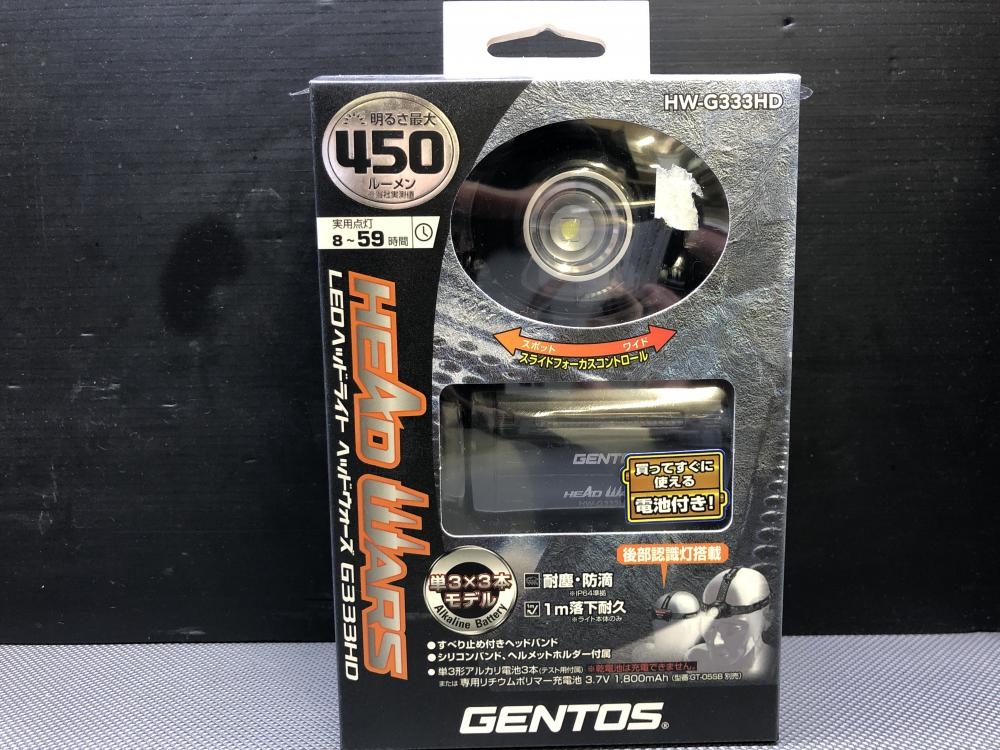 HW-G333HD
明るさ最大
450
ルーメン
※当社実測値
実用点灯
8~59時間
HEAD WARS
LEDヘッドライト ヘッドウォーズ G333HD
スポット
ワイド
スライドフォーカスコントロール
GENTOS
HEAD WA
HW-G333H
買ってすぐに
使える
電池付き!
後部認識灯搭載
単3×3本
モデル
Alkaline Battery
耐塵・防滴
※IP64準拠
1m落下耐久
※ライト本体のみ
●すべり止め付きヘッドバンド
●シリコンバンド、ヘルメットホルダー付属
●単3形アルカリ電池3本(テスト用付属) ※乾電池は充電できません。
または 専用リチウムポリマー充電池 3.7V 1,800mAh (型番:GT-05SB 別売)
GENTOS®